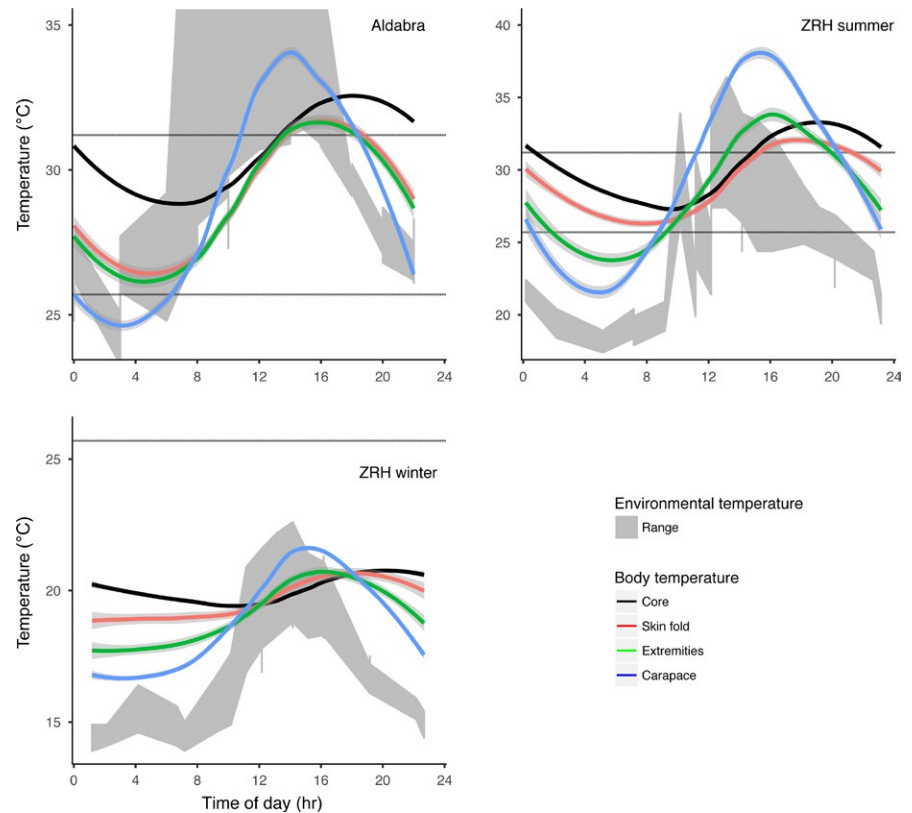 Aldabra
Temperature (°C)
35
30
25
0 4 8 12 16 20 24
ZRH summer
40
35
30
25
20
0 4 8 12 16 20 24
ZRH winter
Temperature (°C)
25
20
15
0 4 8 12 16 20 24
Time of day (hr)
Environmental temperature
Range
Body temperature
Core
Skin fold
Extremities
Carapace